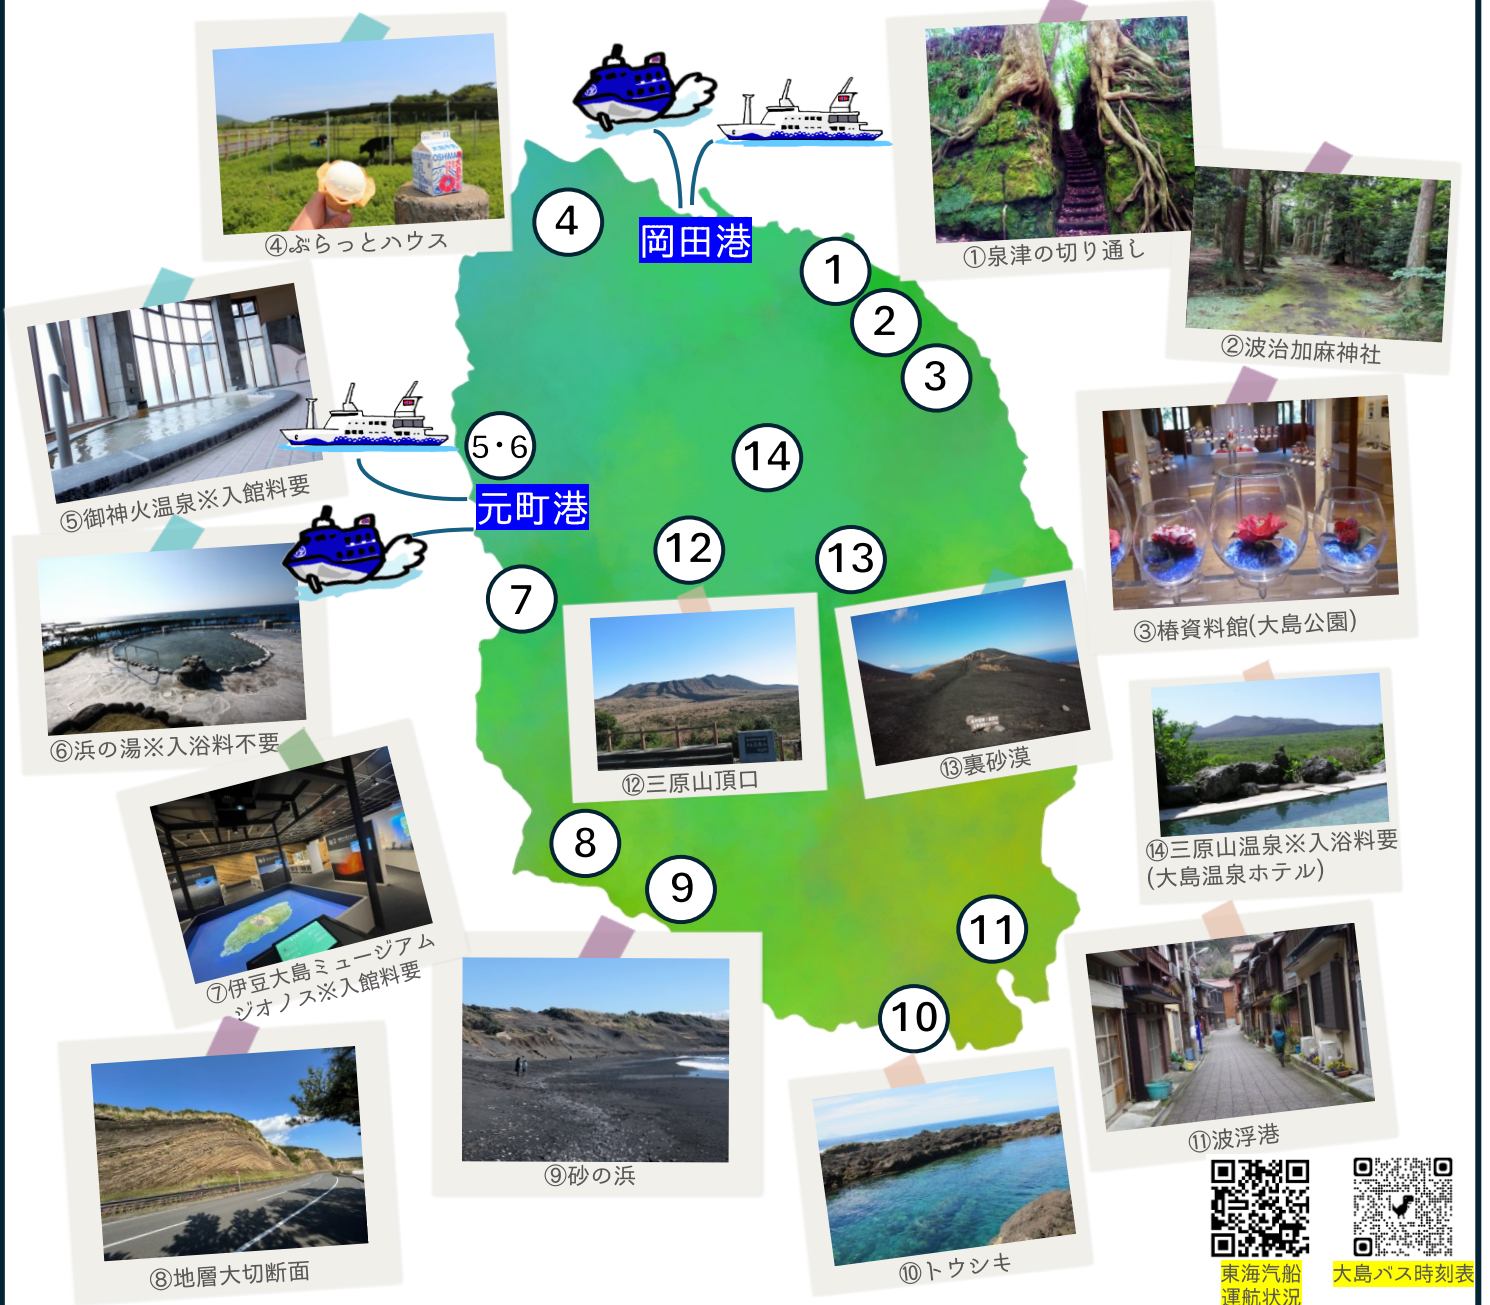 ④ぶらっとハウス
①泉津の切り通し
②波治加麻神社
岡田港
4
1
2
3
⑤御神火温泉※入館料要
5・6
元町港
14
12
13
7
③椿資料館(大島公園)
⑥浜の湯※入浴料不要
⑫三原山頂口
⑬裏砂漠
⑭三原山温泉※入浴料要
(大島温泉ホテル)
8
9
11
10
⑦伊豆大島ミュージアム
ジオノス※入館料要
⑨砂の浜
⑪波浮港
⑧地層大切断面
⑩トウシキ
東海汽船
運航状況
大島バス時刻表
OSHIMA